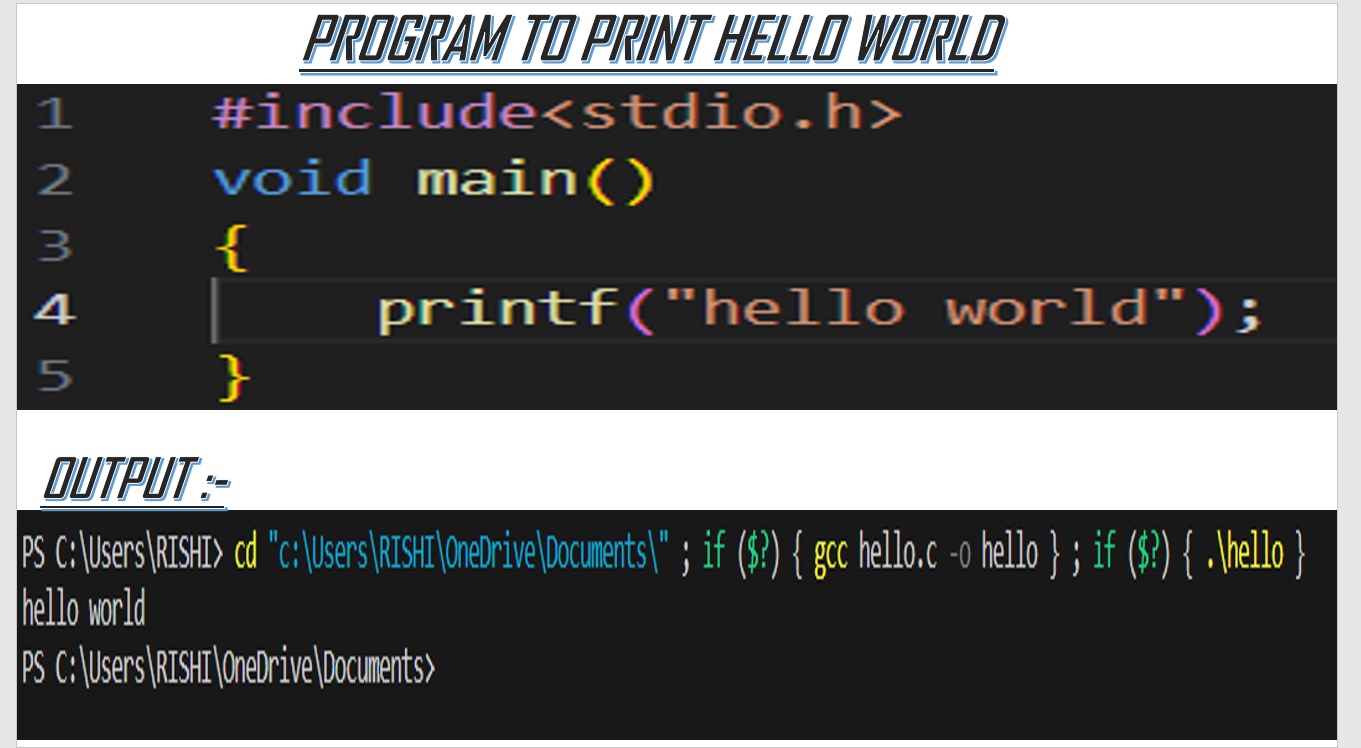 PROGRAM TO PRINT HELLO WORLD
1 #include<stdio.h>
2 void main()
3 {
4 printf("hello world");
5 }
OUTPUT :-
PS C:\Users\RISHI> cd "c:\Users\RISHI\OneDrive\Documents\" ; if ($?) { gcc hello.c -o hello } ; if ($?) { .\hello }
hello world
PS C:\Users\RISHI\OneDrive\Documents>